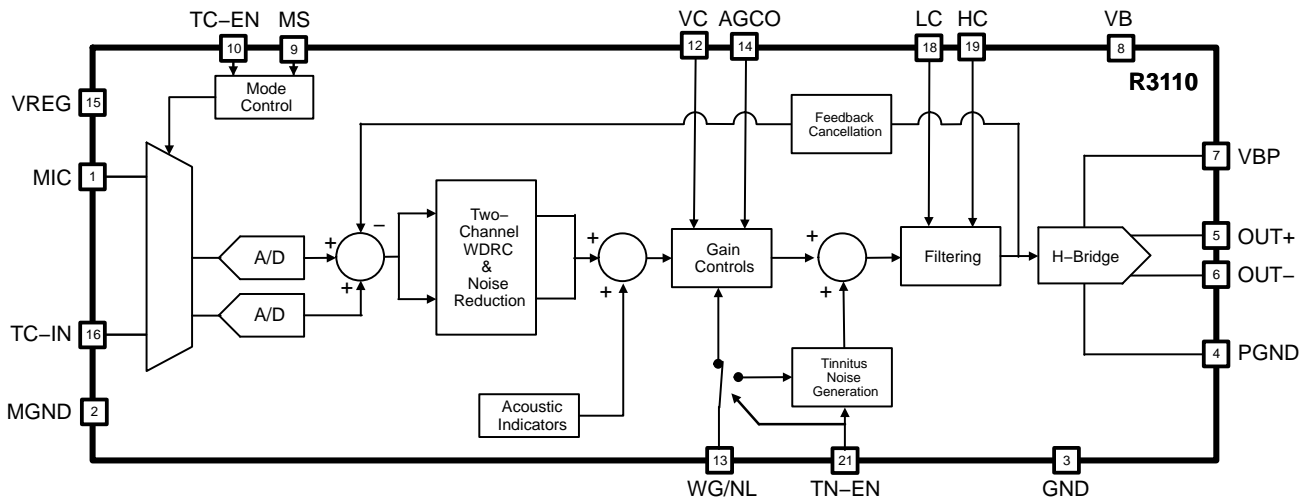 TC−EN MS VC AGCO LC HC VB
10 9 12 14 18 19 8
R3110
VREG 15
Mode
Control
Feedback
Cancellation
MIC 1
7 VBP
−
Two−
Channel
WDRC
&
Noise
Reduction
A/D
+
+
+
Gain
Controls
+
Filtering
H−Bridge
5 OUT+
6 OUT−
+
+
+
A/D
TC−IN 16
4 PGND
Tinnitus
Noise
Generation
MGND 2
Acoustic
Indicators
13 21 3
WG/NL TN−EN GND